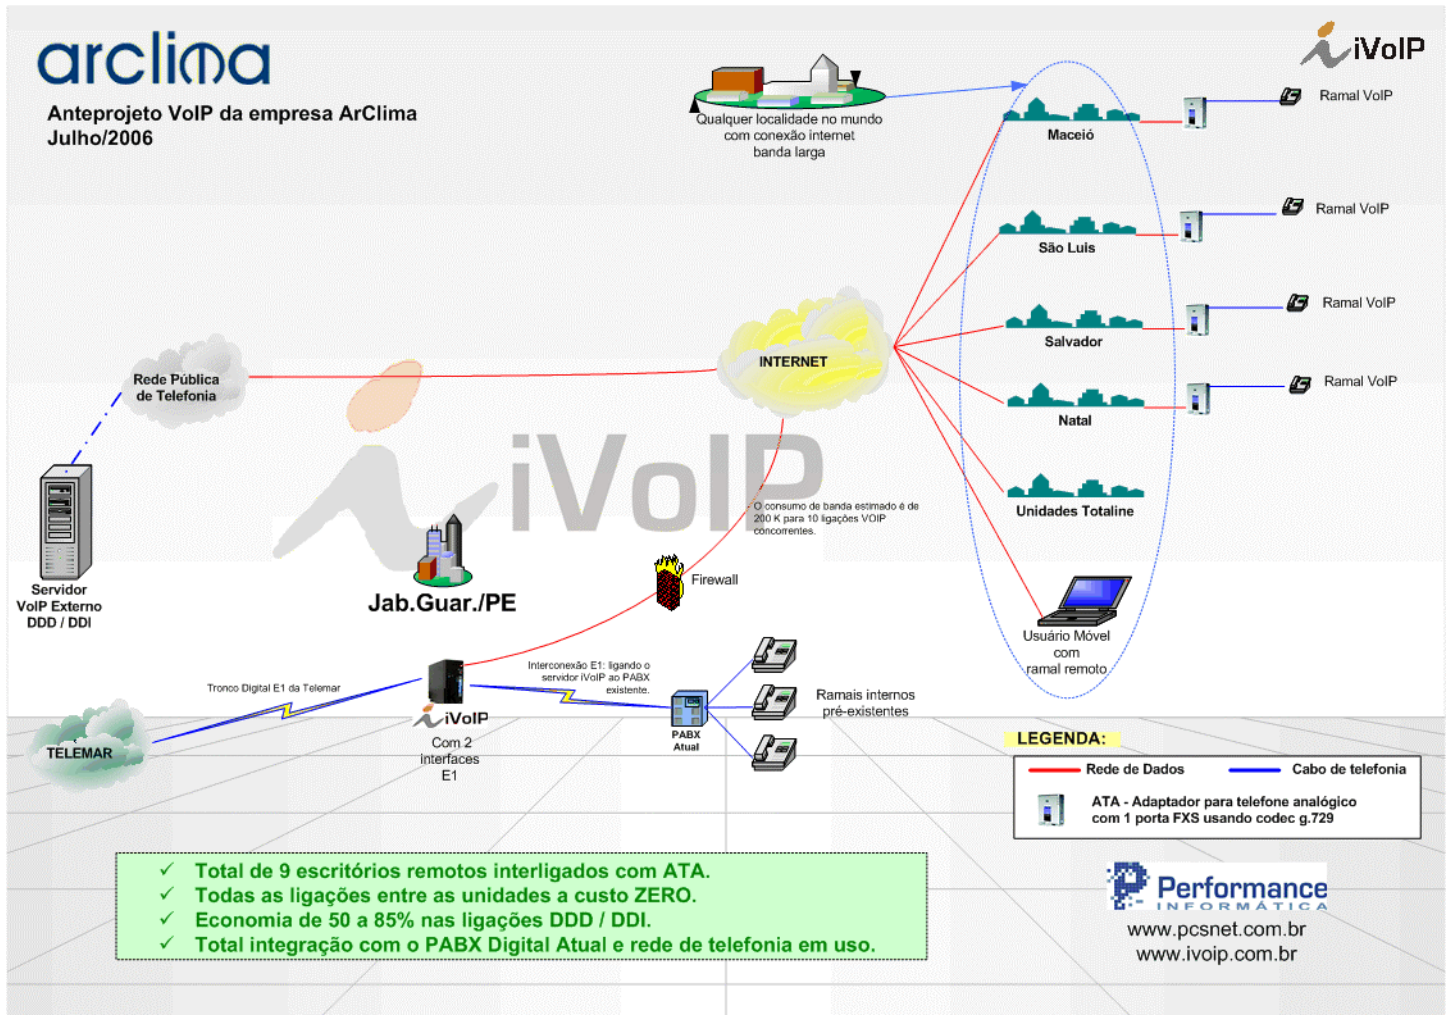 arclima
Anteprojeto VoIP da empresa ArClima
Julho/2006
iVoIP
Qualquer localidade no mundo
com conexão internet
banda larga
Maceió
Ramal VoIP
São Luis
Ramal VoIP
Salvador
Ramal VoIP
Natal
Ramal VoIP
Unidades Totaline
Usuário Móvel
com
ramal remoto
INTERNET
Rede Pública
de Telefonia
iVoIP
O consumo de banda estimado é de
200 K para 10 ligações VOIP
concorrentes.
Servidor
VoIP Externo
DDD / DDI
Jab.Guar./PE
Firewall
Tronco Digital E1 da Telemar
Interconexão E1: ligando o
servidor iVoIP ao PABX
existente.
TELEMAR
iVoIP
Com 2
interfaces
E1
PABX
Atual
Ramais internos
pré-existentes
LEGENDA:
Rede de Dados
Cabo de telefonia
ATA - Adaptador para telefone analógico
com 1 porta FXS usando codec g.729
✓ Total de 9 escritórios remotos interligados com ATA.
✓ Todas as ligações entre as unidades a custo ZERO.
✓ Economia de 50 a 85% nas ligações DDD / DDI.
✓ Total integração com o PABX Digital Atual e rede de telefonia em uso.
Performance
INFORMÁTICA
www.pcsnet.com.br
www.ivoip.com.br